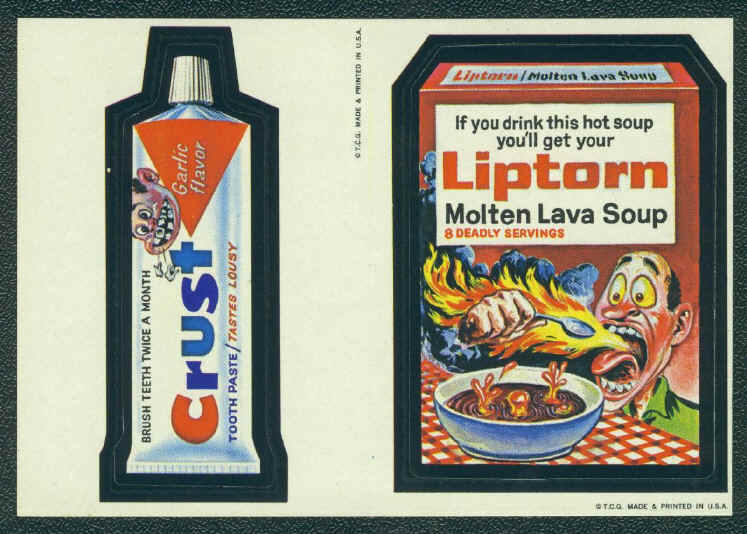 Garlic
flavor
Crust
BRUSH TEETH TWICE A MONTH
TOOTH PASTE / TASTES LOUSY
© T.C.G. MADE & PRINTED IN U.S.A.
Liptorn / Molten Lava Soup
If you drink this hot soup
you'll get your
Liptorn
Molten Lava Soup
8 DEADLY SERVINGS
© T.C.G. MADE & PRINTED IN U.S.A.